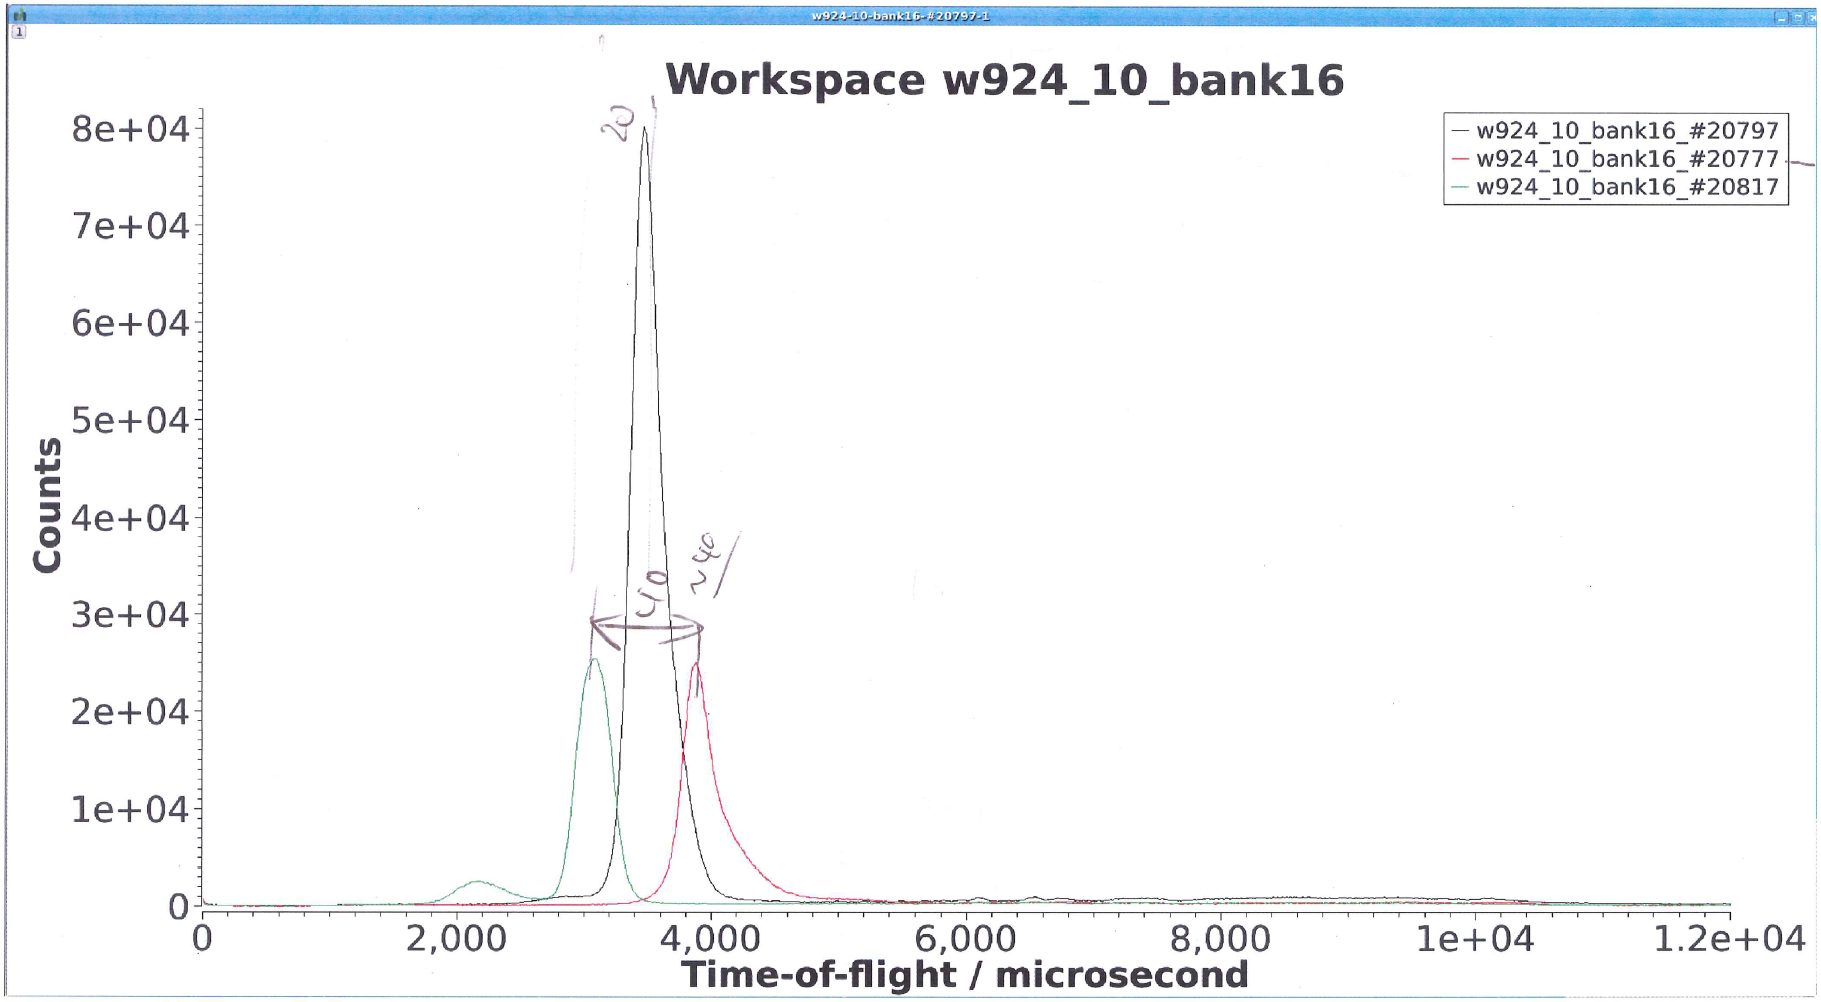 w924-10-bank16-#20797-1
1
Workspace w924_10_bank16
w924_10_bank16_#20797
w924_10_bank16_#20777
w924_10_bank16_#20817
8e+04
7e+04
6e+04
5e+04
4e+04
3e+04
2e+04
1e+04
0
Counts
20
40
~40
0 2,000 4,000 6,000 8,000 1e+04 1.2e+04
Time-of-flight / microsecond